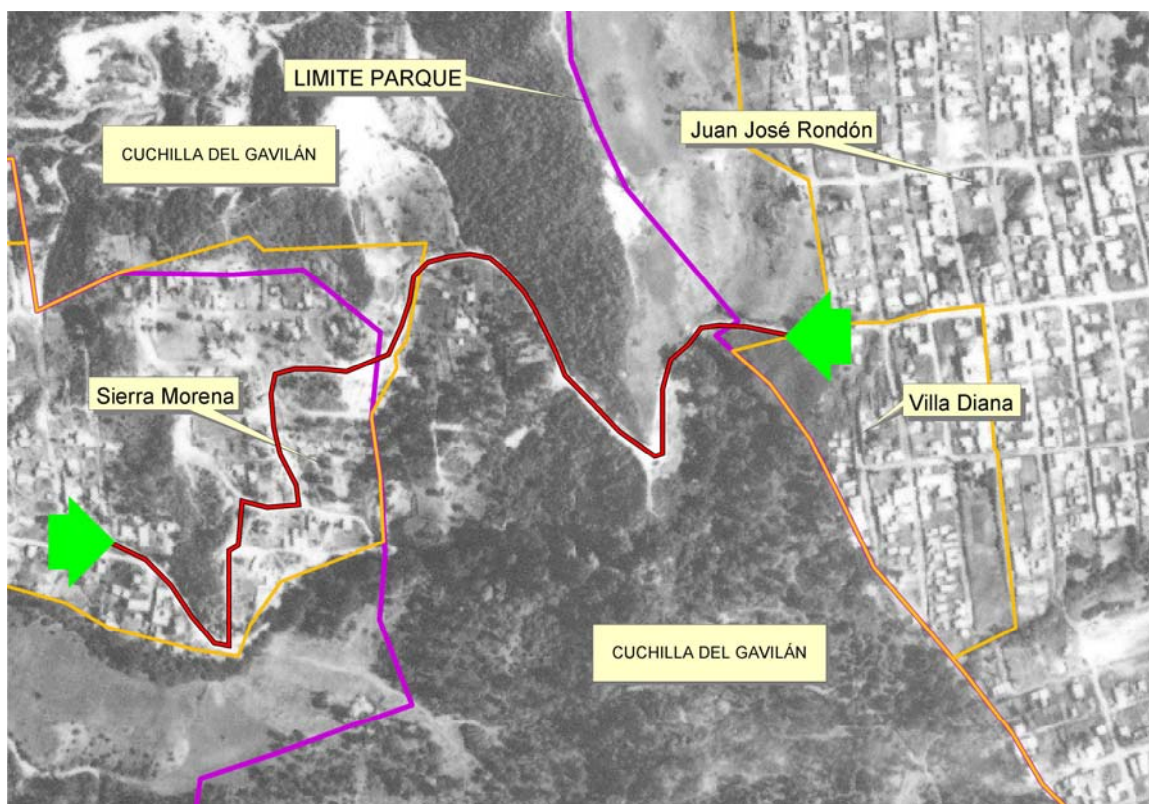 LIMITE PARQUE
Juan José Rondón
CUCHILLA DEL GAVILÁN
Sierra Morena
Villa Diana
CUCHILLA DEL GAVILÁN